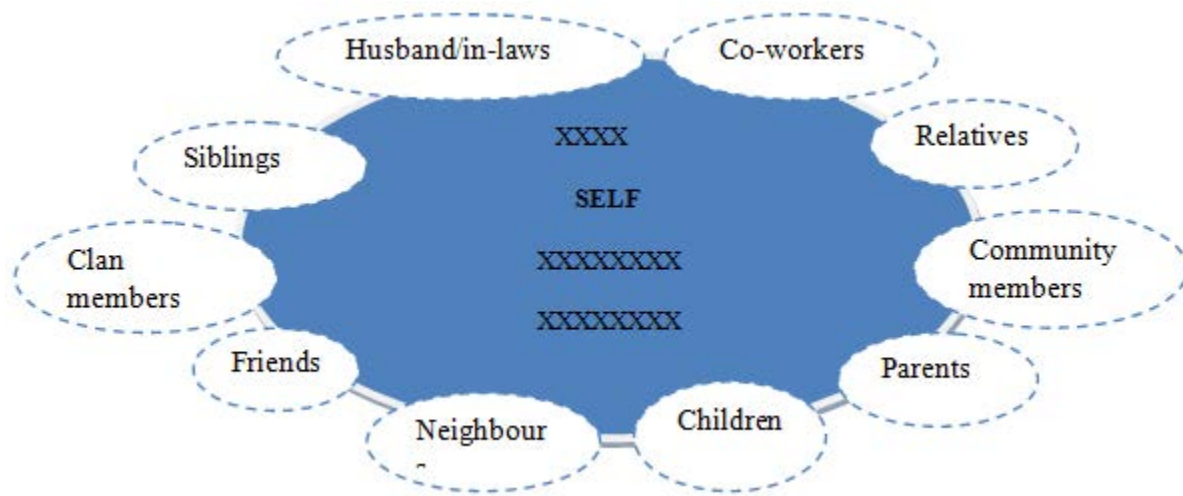 Husband/in-laws
Co-workers
Siblings
XXXX
Relatives
SELF
Clan
members
XXXXXXXX
Community
members
XXXXXXXX
Friends
Parents
Neighbour
Children